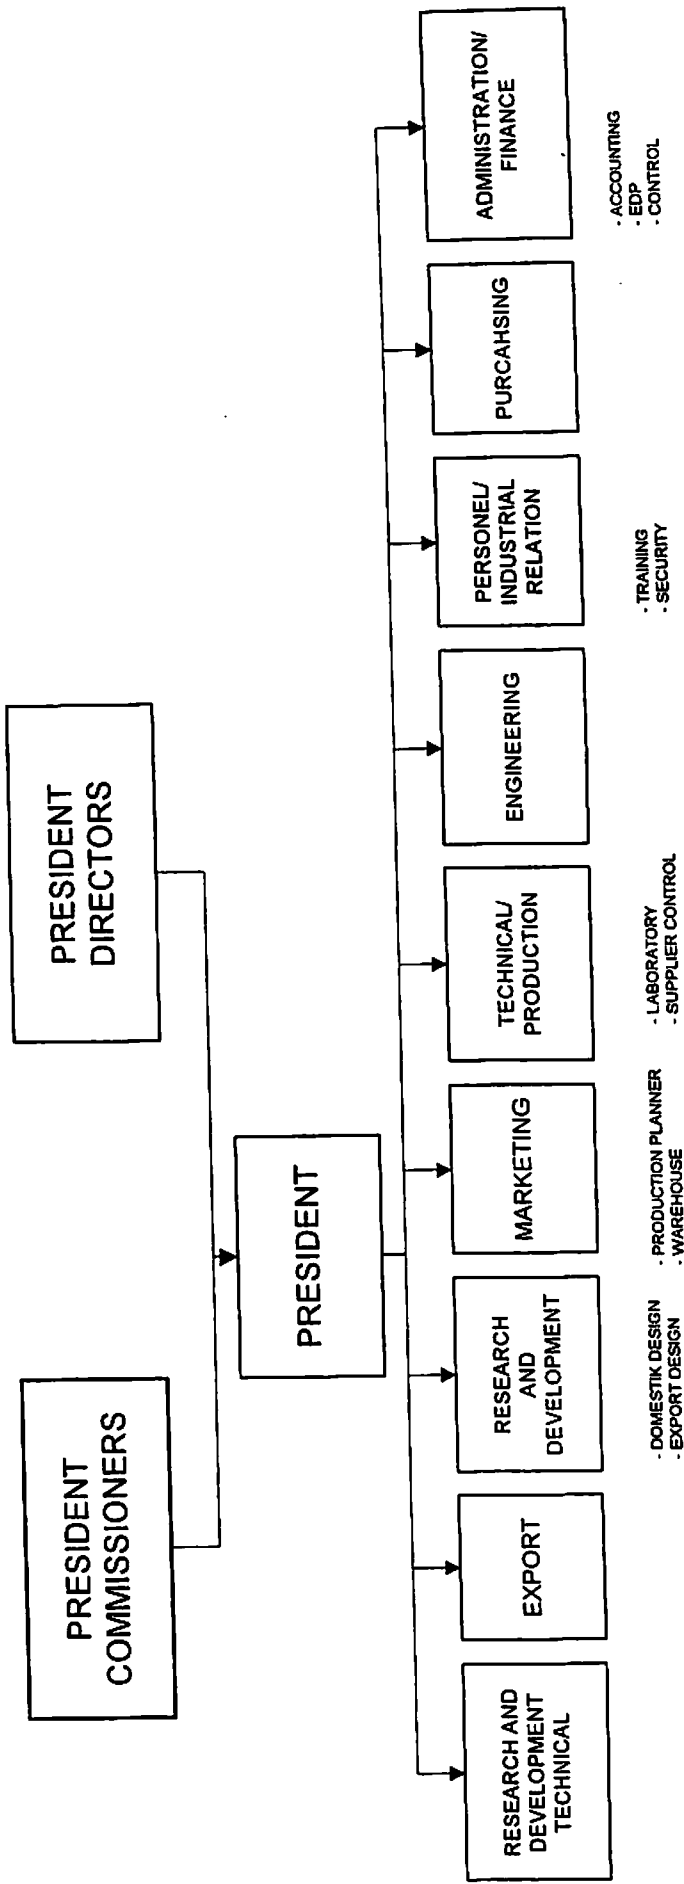 PRESIDENT
COMMISSIONERS
PRESIDENT
DIRECTORS
PRESIDENT
RESEARCH AND
DEVELOPMENT
TECHNICAL
EXPORT
RESEARCH
AND
DEVELOPMENT
MARKETING
TECHNICAL/
PRODUCTION
ENGINEERING
PERSONEL/
INDUSTRIAL
RELATION
PURCAHSING
ADMINISTRATION/
FINANCE
- DOMESTIK DESIGN
- EXPORT DESIGN
- PRODUCTION PLANNER
- WAREHOUSE
- LABORATORY
- SUPPLIER CONTROL
- TRAINING
- SECURITY
- ACCOUNTING
- EDP
- CONTROL